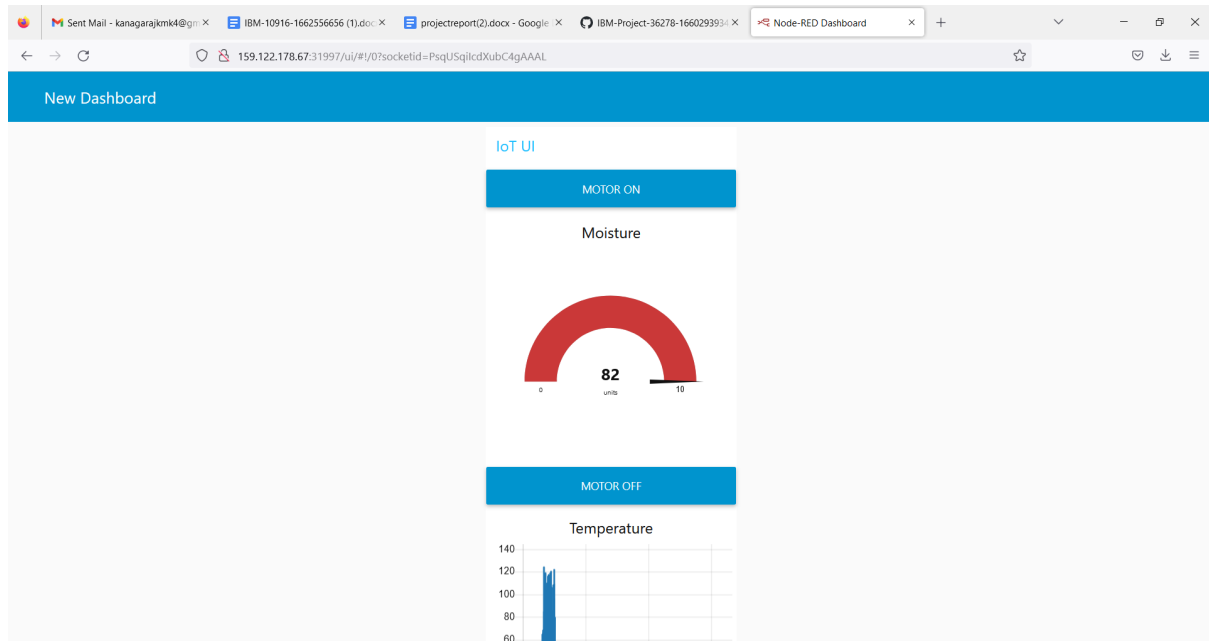 Sent Mail - kanagarajkmk4@gm
IBM-10916-1662556656 (1).doc
projectreport(2).docx - Google
IBM-Project-36278-1660293934
Node-RED Dashboard
159.122.178.67:31997/ui/#!/0?socketid=PsqUSqilcdXubC4gAAAL
New Dashboard
IoT UI
MOTOR ON
Moisture
82
units
0
10
MOTOR OFF
Temperature
140
120
100
80
60